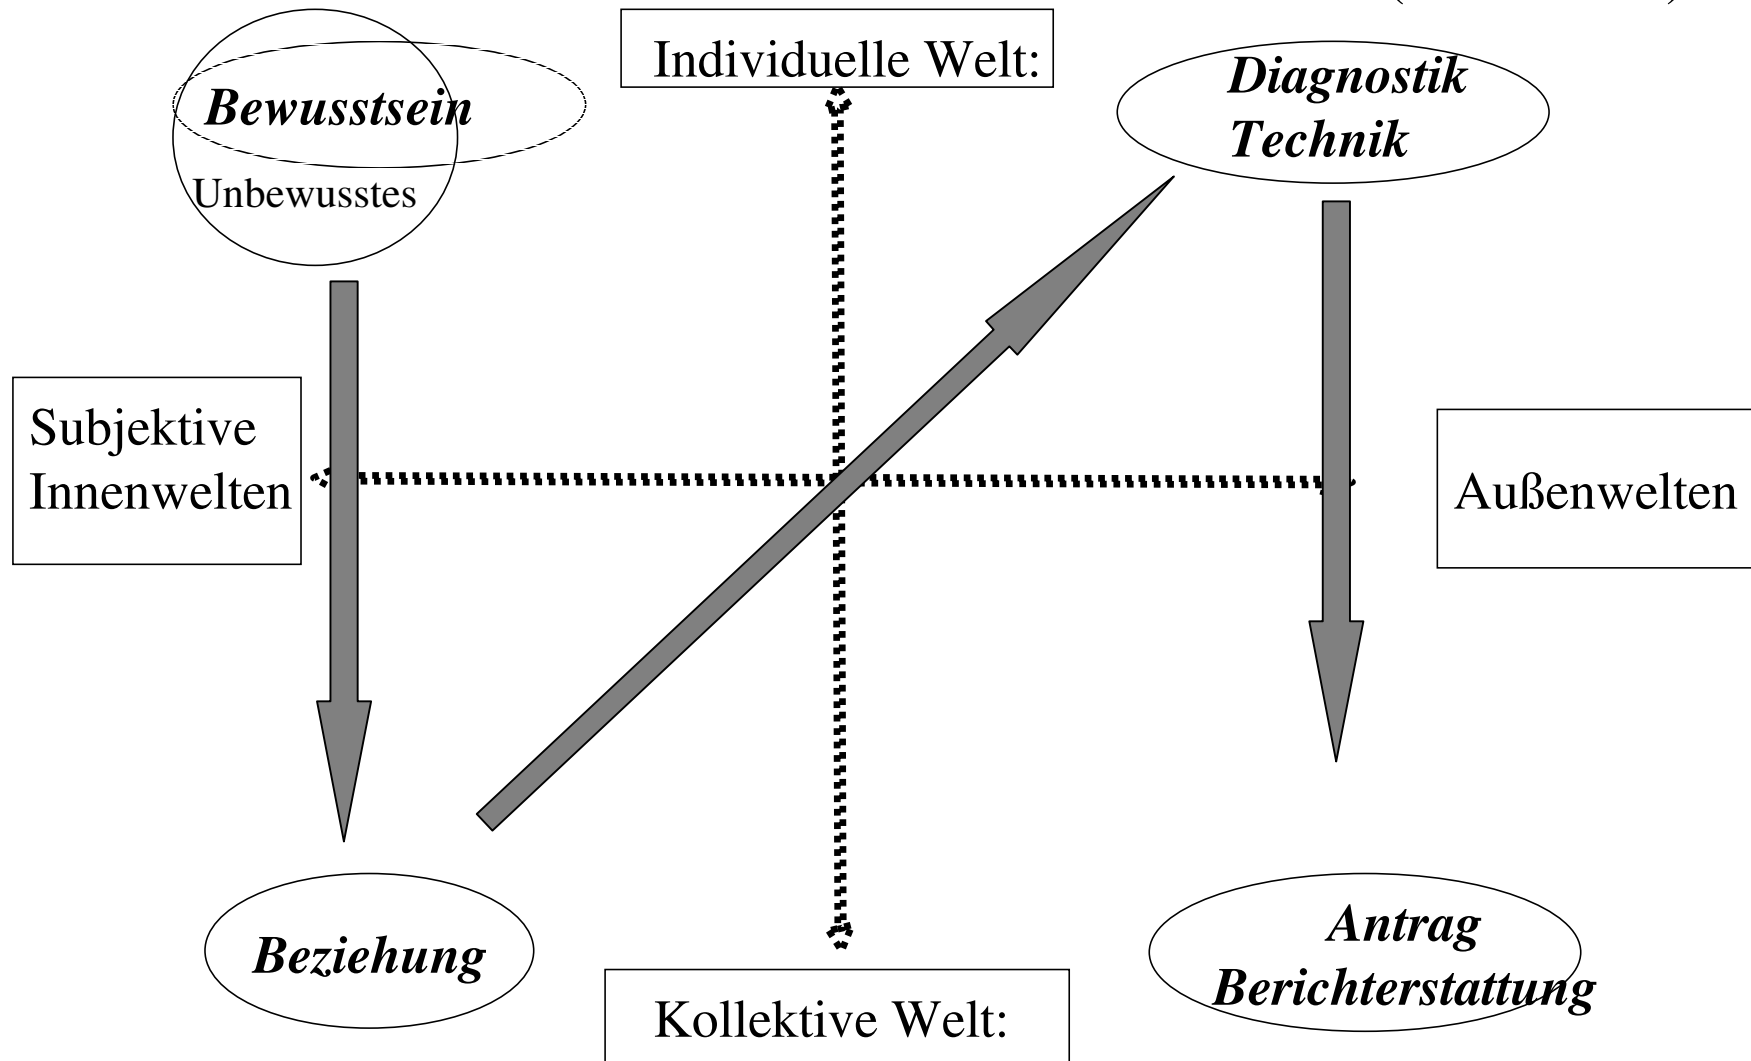 Individuelle Welt:
Bewusstsein
Unbewusstes
Diagnostik
Technik
Subjektive
Innenwelten
Außenwelten
Beziehung
Antrag
Berichterstattung
Kollektive Welt: